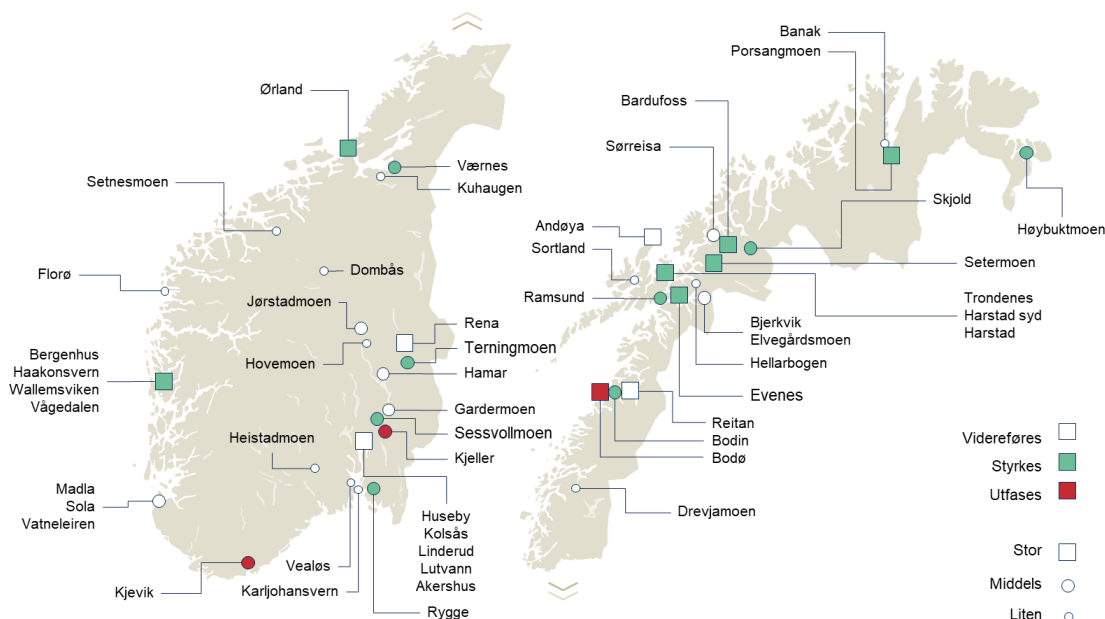 Ørland
Værnes
Kuhaugen
Setnesmoen
Dombås
Florø
Jørstadmoen
Rena
Terningmoen
Hovemoen
Hamar
Bergenhus
Haakonsvern
Wallemsviken
Vågedalen
Gardermoen
Sessvollmoen
Kjeller
Heistadmoen
Madla
Sola
Vatneleiren
Huseby
Kolsås
Linderud
Lutvann
Akershus
Vealøs
Karljohansvern
Kjevik
Rygge
Banak
Porsangmoen
Bardufoss
Sørreisa
Skjold
Andøya
Høybuktmoen
Sortland
Setermoen
Ramsund
Trondenes
Harstad syd
Harstad
Bjerkvik
Elvegårdsmoen
Hellarbogen
Evenes
Reitan
Bodin
Bodø
Drevjamoen
Videreføres
Styrkes
Utfases
Stor
Middels
Liten